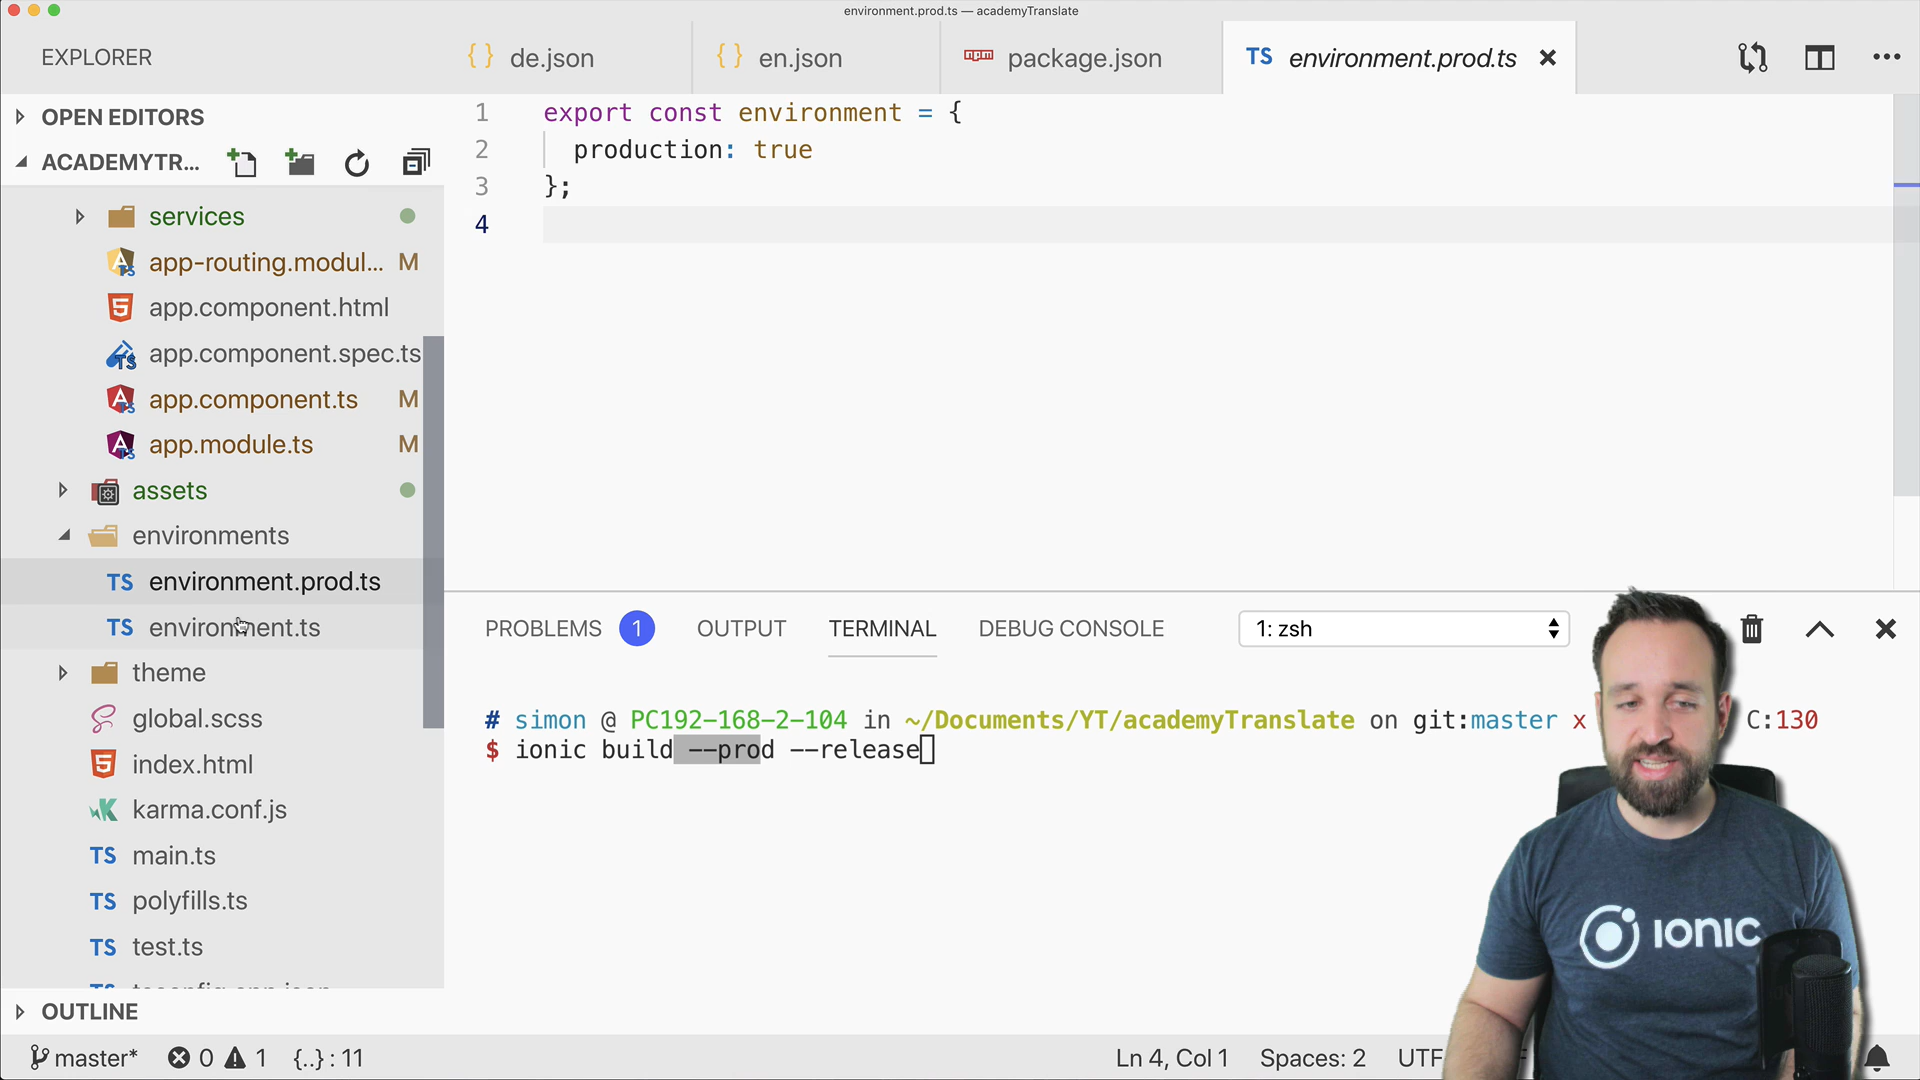 environment.prod.ts — academyTranslate
EXPLORER
{} de.json
{} en.json
package.json
TS environment.prod.ts
OPEN EDITORS
ACADEMYTR...
services
app-routing.modul... M
app.component.html
app.component.spec.ts
app.component.ts M
app.module.ts M
assets
environments
TS environment.prod.ts
TS environment.ts
theme
global.scss
index.html
karma.conf.js
TS main.ts
TS polyfills.ts
TS test.ts
OUTLINE
1 export const environment = {
2 production: true
3 };
4
PROBLEMS 1 OUTPUT TERMINAL DEBUG CONSOLE 1: zsh
# simon @ PC192-168-2-104 in ~/Documents/YT/academyTranslate on git:master x C:130
$ ionic build --prod --release
IONIC
master* 0 1 {..} : 11 Ln 4, Col 1 Spaces: 2 UTF